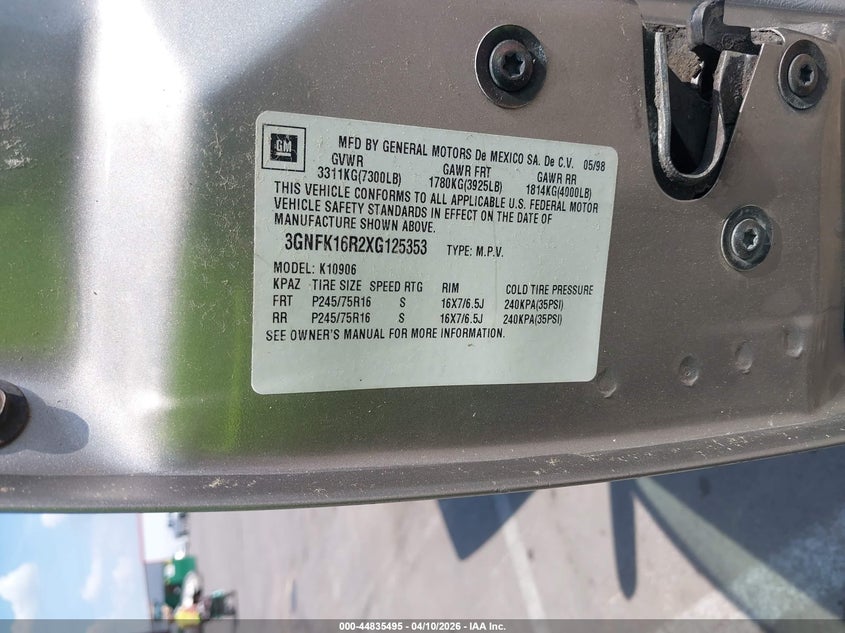 GM
MFD BY GENERAL MOTORS De MEXICO SA. De C.V. 05/98
GVWR GAWR FRT GAWR RR
3311KG(7300LB) 1780KG(3925LB) 1814KG(4000LB)
THIS VEHICLE CONFORMS TO ALL APPLICABLE U.S. FEDERAL MOTOR
VEHICLE SAFETY STANDARDS IN EFFECT ON THE DATE OF
MANUFACTURE SHOWN ABOVE.
3GNFK16R2XG125353 TYPE: M.P.V.
MODEL: K10906
KPAZ TIRE SIZE SPEED RTG RIM COLD TIRE PRESSURE
FRT P245/75R16 S 16X7/6.5J 240KPA(35PSI)
RR P245/75R16 S 16X7/6.5J 240KPA(35PSI)
SEE OWNER'S MANUAL FOR MORE INFORMATION.
000-44835495 - 04/10/2026 - IAA Inc.